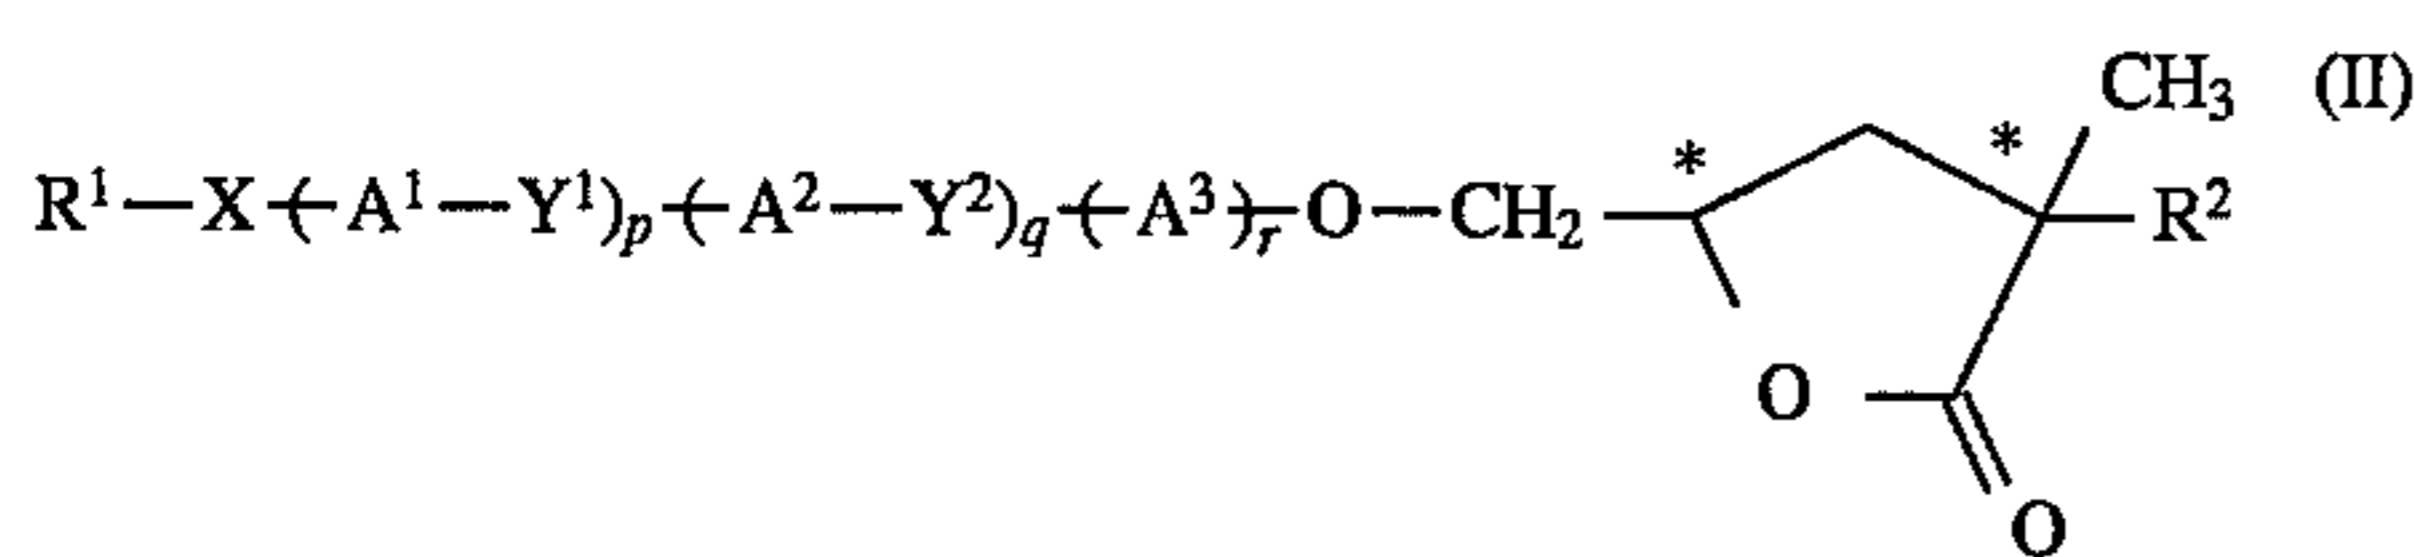 CH₃ (II)
* *
R¹—X—(A¹—Y¹)ₚ—(A²—Y²)q—(A³)ᵣ—O—CH₂ R²
O
O